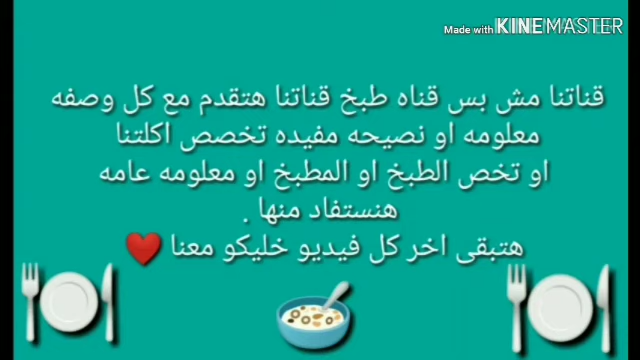 Made with KINEMASTER
قناتنا مش بس قناه طبخ قناتنا هتقدم مع كل وصفه
معلومه او نصيحه مفيده تخصص اكلتنا
او تخص الطبخ او المطبخ او معلومه عامه
هنستفاد منها .
هتبقى اخر كل فيديو خليكو معنا ❤️